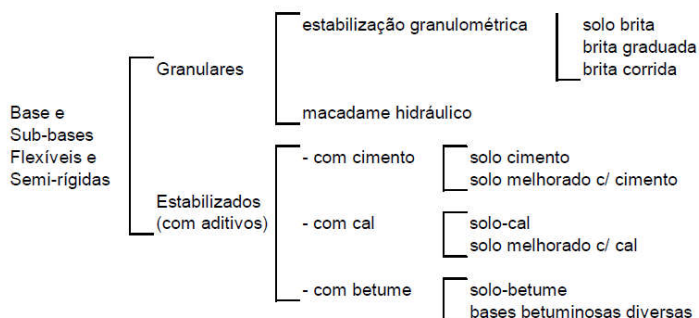 estabilização granulométrica
solo brita
brita graduada
brita corrida
Granulares
macadame hidráulico
Base e
Sub-bases
Flexíveis e
Semi-rígidas
- com cimento
solo cimento
solo melhorado c/ cimento
Estabilizados
(com aditivos)
- com cal
solo-cal
solo melhorado c/ cal
- com betume
solo-betume
bases betuminosas diversas